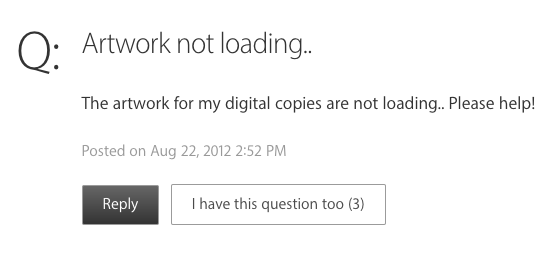 Q: Artwork not loading..
The artwork for my digital copies are not loading.. Please help!
Posted on Aug 22, 2012 2:52 PM
Reply I have this question too (3)